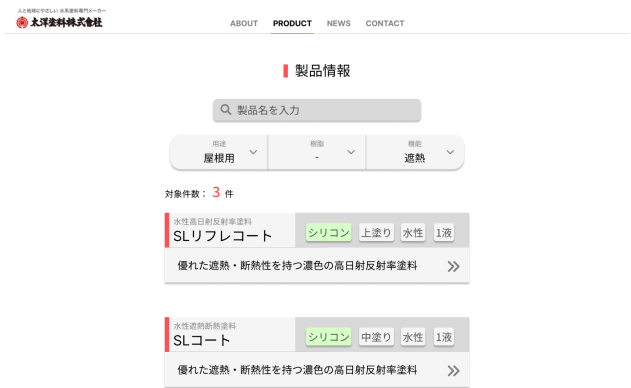 人と地球にやさしい 水系塗料専門メーカー
太洋塗料株式會社
ABOUT PRODUCT NEWS CONTACT
製品情報
製品名を入力
用途 樹脂 機能
屋根用 - 遮熱
対象件数： 3 件
水性高日射反射率塗料
SLリフレコート シリコン 上塗り 水性 1液
優れた遮熱・断熱性を持つ濃色の高日射反射率塗料
水性遮熱断熱塗料
SLコート シリコン 中塗り 水性 1液
優れた遮熱・断熱性を持つ濃色の高日射反射率塗料